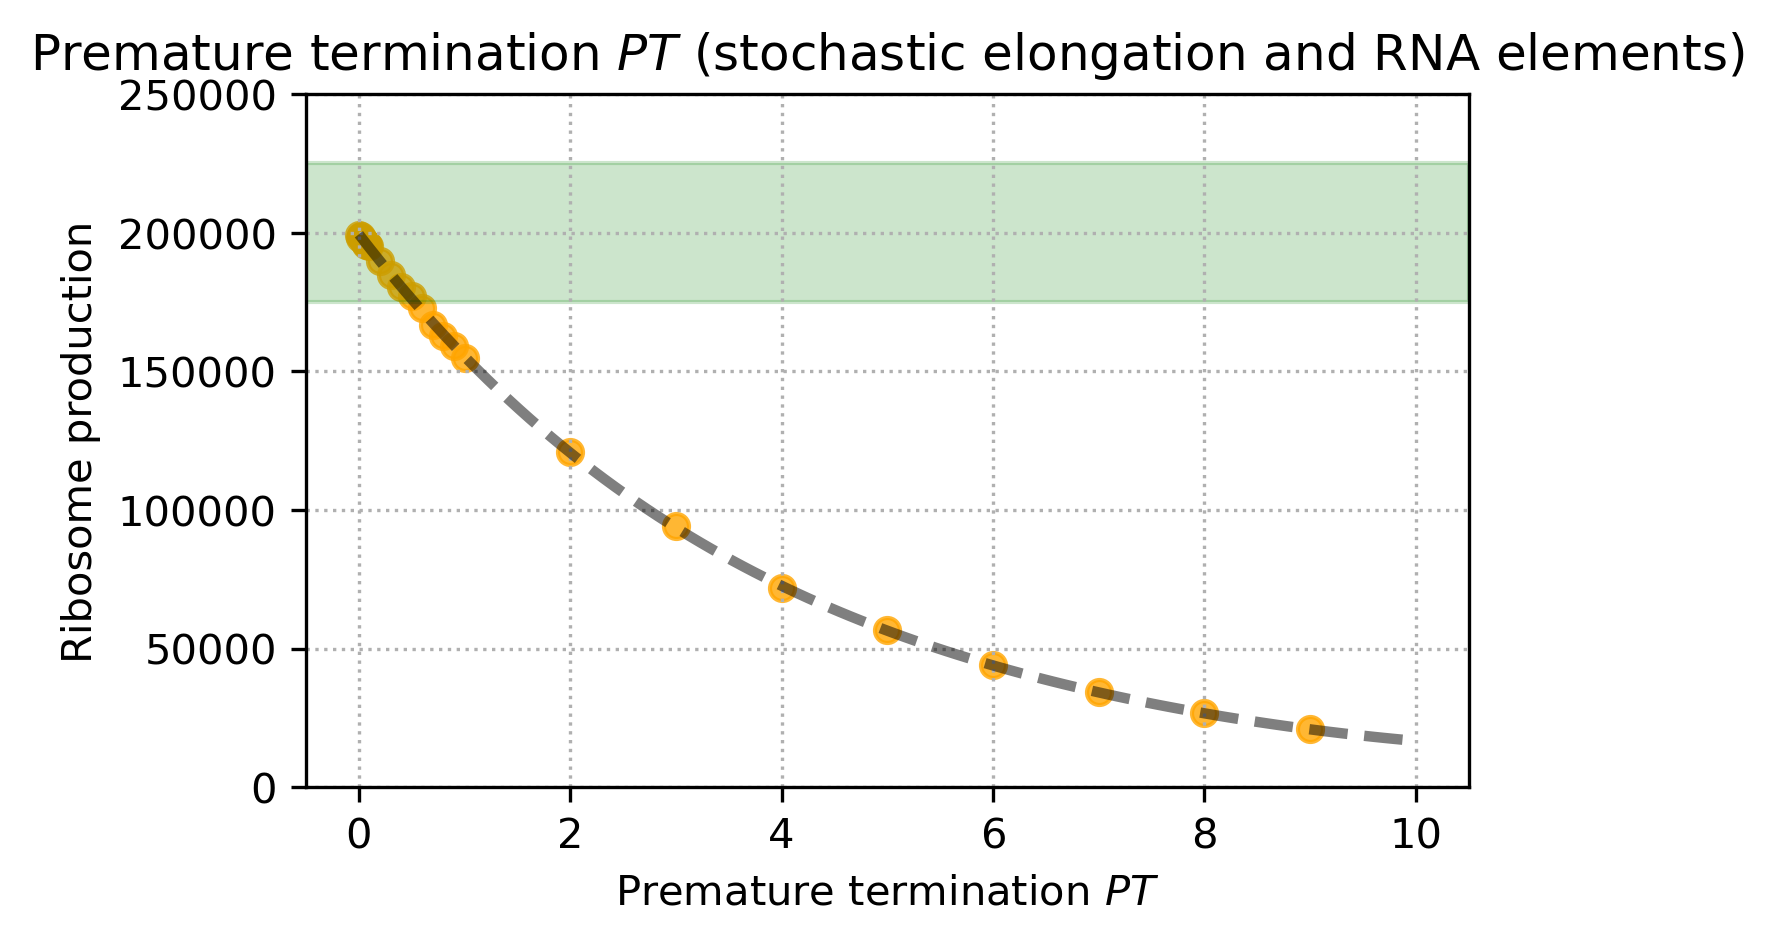 Premature termination PT (stochastic elongation and RNA elements)
250000
200000
150000
100000
50000
0
Ribosome production
0 2 4 6 8 10
Premature termination PT